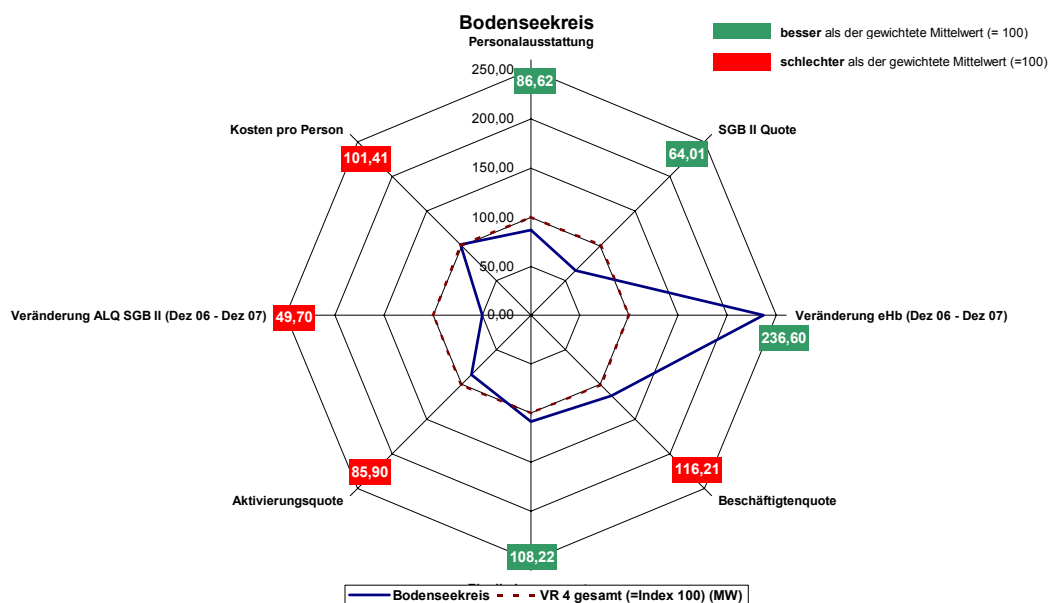 Bodenseekreis
Personalausstattung
besser als der gewichtete Mittelwert (= 100)
schlechter als der gewichtete Mittelwert (=100)
250,00
86,62
200,00
150,00
100,00
50,00
0,00
Kosten pro Person
101,41
SGB II Quote
64,01
Veränderung ALQ SGB II (Dez 06 - Dez 07)
49,70
Veränderung eHb (Dez 06 - Dez 07)
236,60
Aktivierungsquote
85,90
116,21
Beschäftigtenquote
108,22
Bodenseekreis
VR 4 gesamt (=Index 100) (MW)